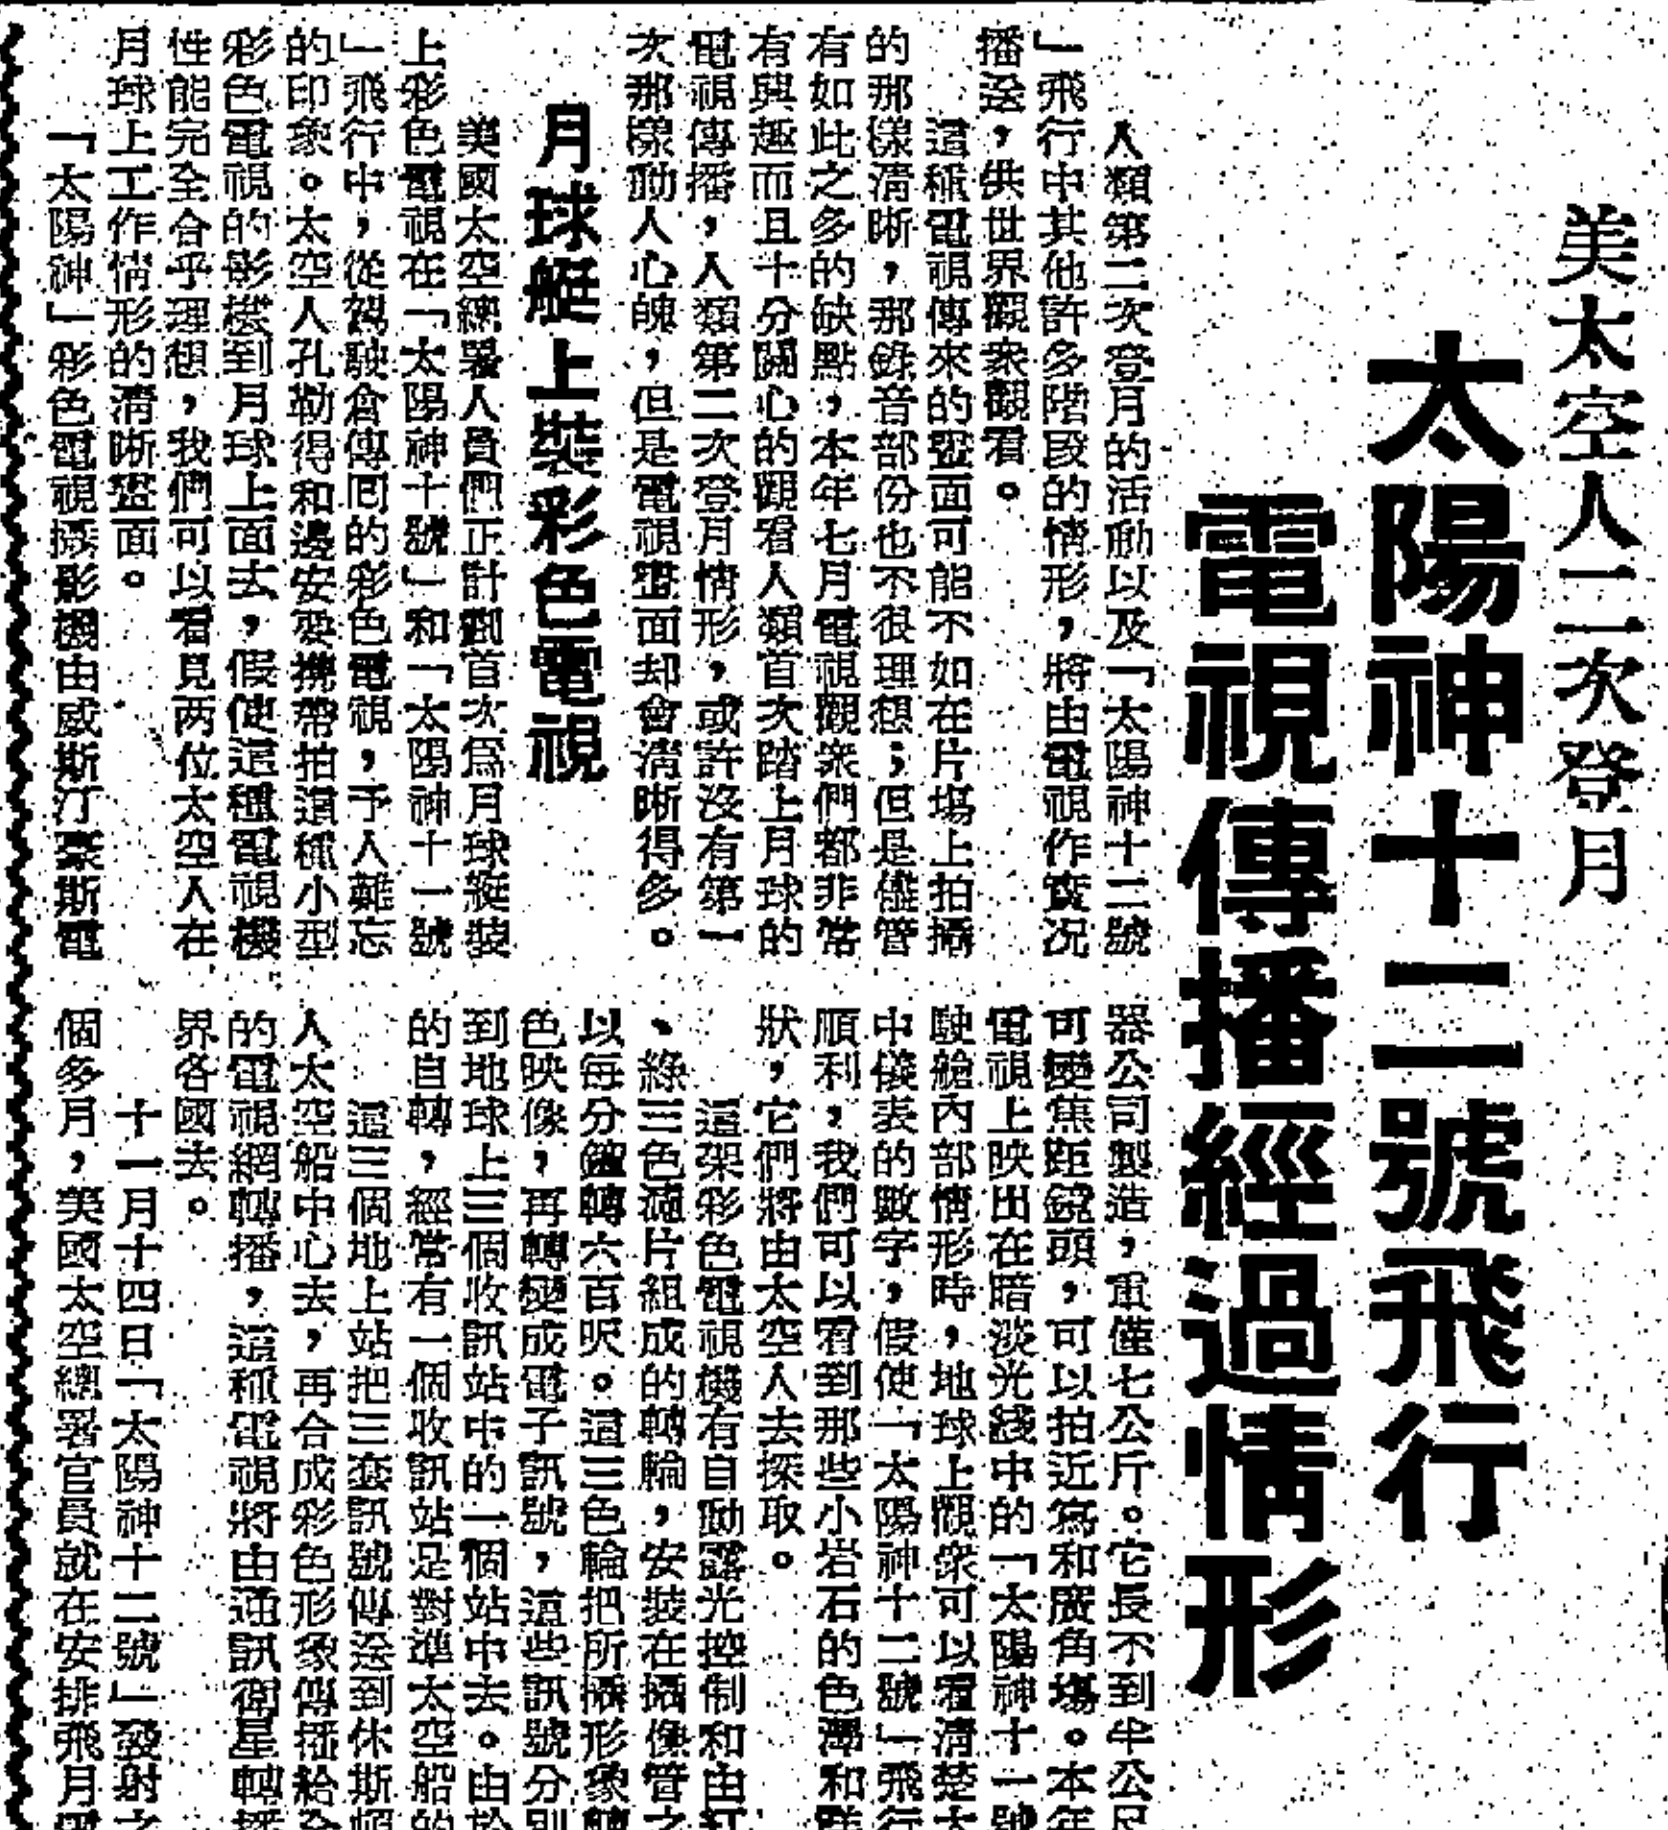 美太空人二次登月
太陽神十二號飛行
電視傳播經過情形
人類第二次登月的活動以及「太陽神十二號
」飛行中其他許多階段的情形，將由電視作實况
播送，供世界觀衆觀看。
這種電視傳來的畫面可能不如在片塲上拍攝
的那樣清晰，那錄音部份也不很理想；但是儘管
有如此之多的缺點，本年七月電視觀衆們都非常
有興趣而且十分關心的觀看人類首次踏上月球的
電視傳播，人類第二次登月情形，或許沒有第一
次那樣動人心魄，但是電視畫面却會清晰得多。
月球艇上裝彩色電視
美國太空總署人員們正計劃首次爲月球艇裝
上彩色電視在「太陽神十號」和「太陽神十一號
」飛行中，從駕駛倉傳回的彩色電視，予人難忘
的印象。太空人孔勒得和邊安要攜帶拍這種小型
彩色電視的影機到月球上面去，假使這種電視機
性能完全合乎理想，我們可以看見两位太空人在
月球上工作情形的清晰畫面。
「太陽神」彩色電視攝影機由威斯汀豪斯電
器公司製造，重僅七公斤。它長不到半公尺
可變焦距鏡頭，可以拍近寫和廣角塲。本年
電視上映出在暗淡光綫中的「太陽神十一號
駛艙內部情形時，地球上觀衆可以看清楚大
中儀表的數字，假使「太陽神十二號」飛行
順利，我們可以看到那些小岩石的色澤和
狀，它們將由太空人去探取。
這架彩色電視機有自動露光控制和由紅
、綠三色濾片組成的轉輪，安裝在攝像管之
以每分鐘轉六百呎。這三色輪把所攝形象轉
色映像，再轉變成電子訊號，這些訊號分別
到地球上三個收訊站中的一個站中去。由於
的自轉，經常有一個收訊站足對準太空船的
這三個地上站把三套訊號傳送到休斯頓
人太空船中心去，再合成彩色形象傳播給全
的電視網轉播，這種電視將由通訊衛星轉播
界各國去。
十一月十四日「太陽神十二號」發射之
個多月，美國太空總署官員就在安排飛月電